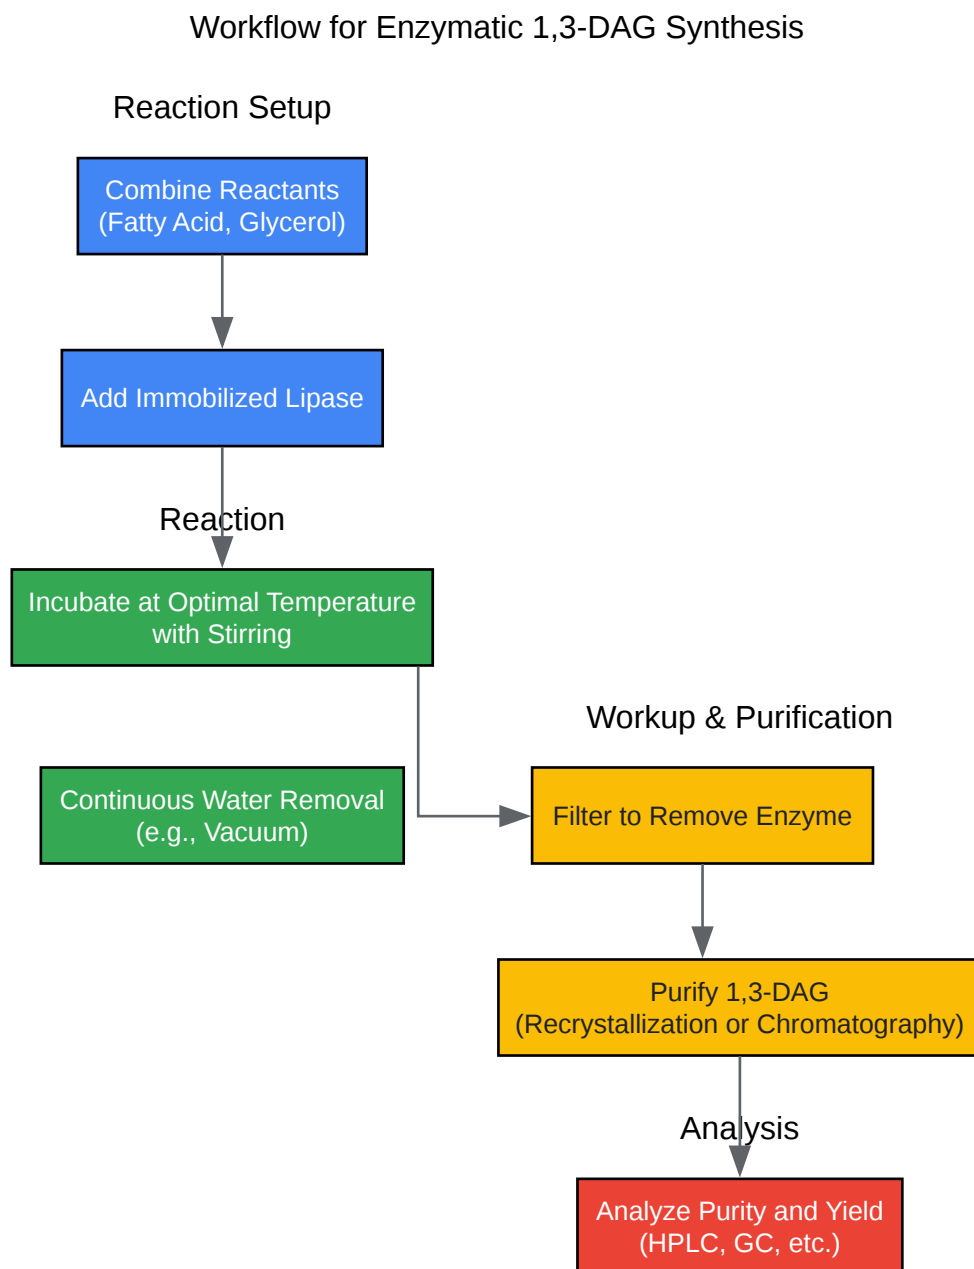 Workflow for Enzymatic 1,3-DAG Synthesis
Reaction Setup
Combine Reactants
(Fatty Acid, Glycerol)
Add Immobilized Lipase
Reaction
Incubate at Optimal Temperature
with Stirring
Continuous Water Removal
(e.g., Vacuum)
Workup & Purification
Filter to Remove Enzyme
Purify 1,3-DAG
(Recrystallization or Chromatography)
Analysis
Analyze Purity and Yield
(HPLC, GC, etc.)